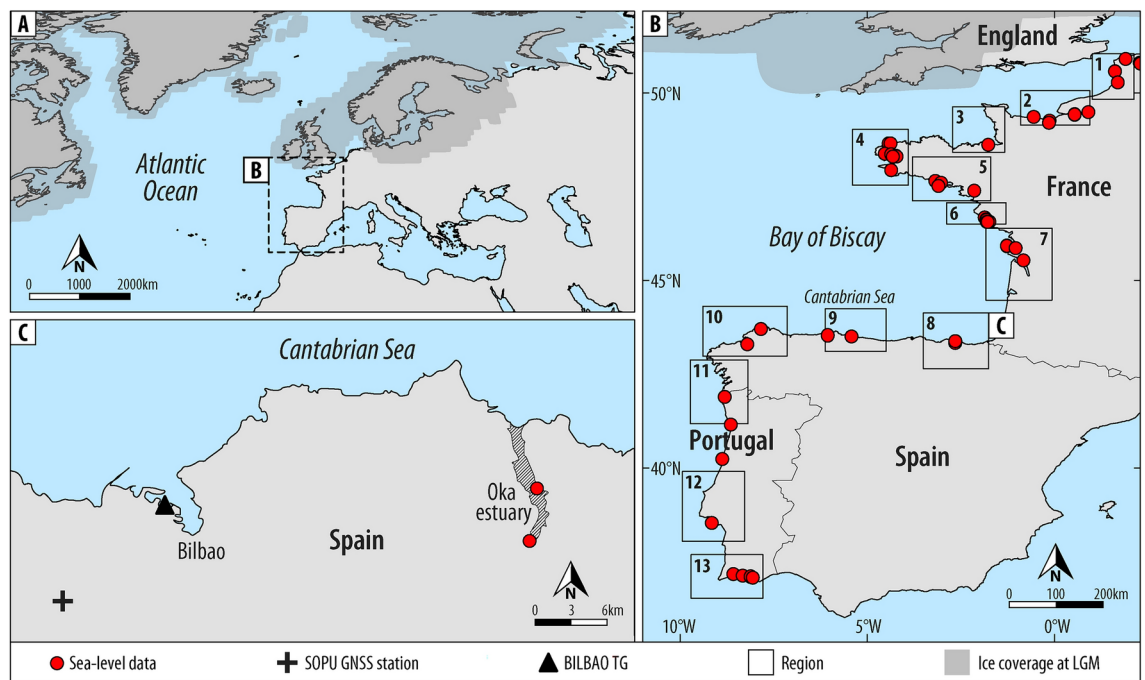 A
Atlantic
Ocean
B
N
0 1000 2000km
B
England
50°N
1
2
3
4
5
France
6
Bay of Biscay
7
45°N
Cantabrian Sea
10
9
8
C
11
Portugal
40°N
Spain
12
13
N
0 100 200km
10°W
5°W
0°W
C
Cantabrian Sea
Oka
estuary
Spain
Bilbao
N
0 3 6km
Sea-level data
SOPU GNSS station
BILBAO TG
Region
Ice coverage at LGM